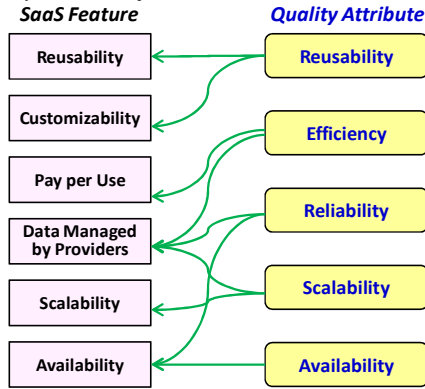 SaaS Feature
Quality Attribute
Reusability
Reusability
Customizability
Efficiency
Pay per Use
Reliability
Data Managed
by Providers
Scalability
Scalability
Availability
Availability